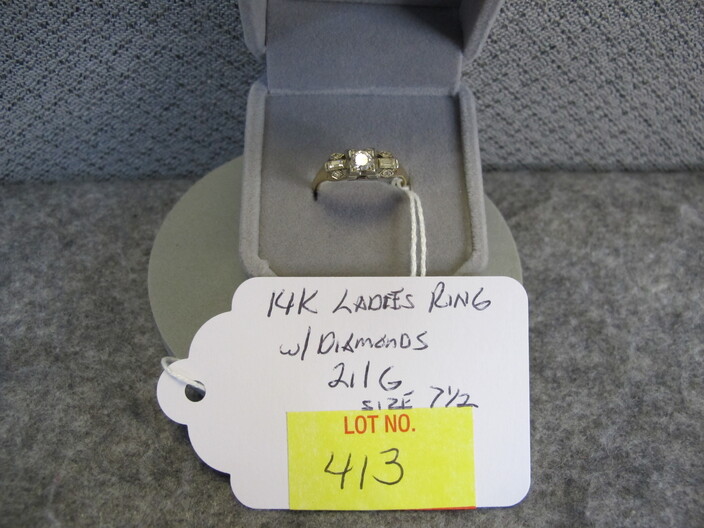 14K LADIES RING
w/ DIAMONDS
2.1 G
SIZE 7 1/2
LOT NO.
413